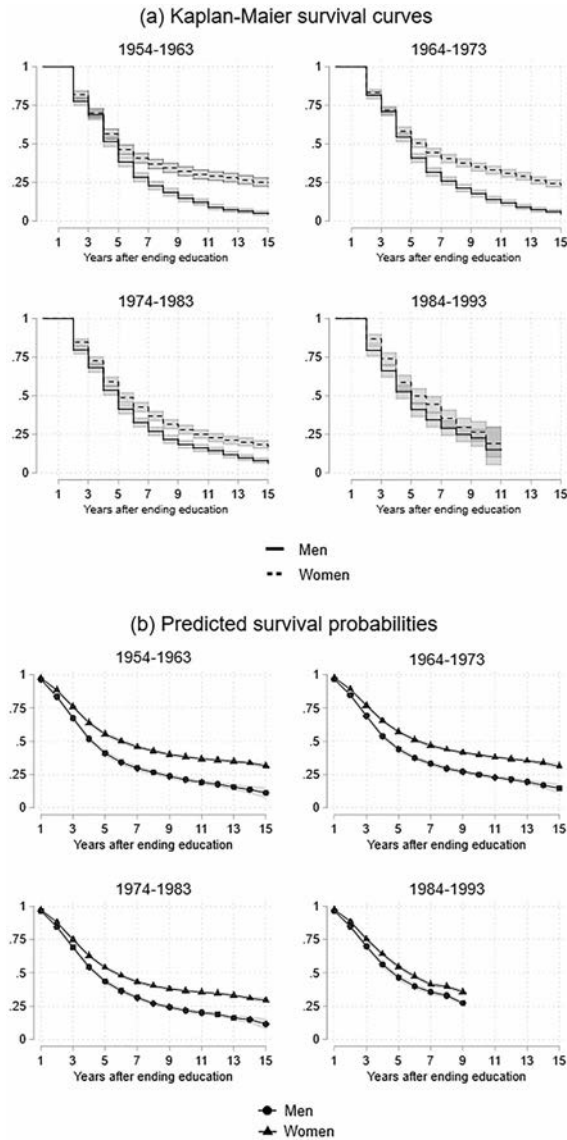 (a) Kaplan-Maier survival curves
1954-1963
1964-1973
1
.75
.5
.25
0
1 3 5 7 9 11 13 15
Years after ending education
1
.75
.5
.25
0
1 3 5 7 9 11 13 15
Years after ending education
1974-1983
1984-1993
1
.75
.5
.25
0
1 3 5 7 9 11 13 15
Years after ending education
1
.75
.5
.25
0
1 3 5 7 9 11 13 15
Years after ending education
Men
Women
(b) Predicted survival probabilities
1954-1963
1964-1973
1
.75
.5
.25
0
1 3 5 7 9 11 13 15
Years after ending education
1
.75
.5
.25
0
1 3 5 7 9 11 13 15
Years after ending education
1974-1983
1984-1993
1
.75
.5
.25
0
1 3 5 7 9 11 13 15
Years after ending education
1
.75
.5
.25
0
1 3 5 7 9 11 13 15
Years after ending education
Men
Women